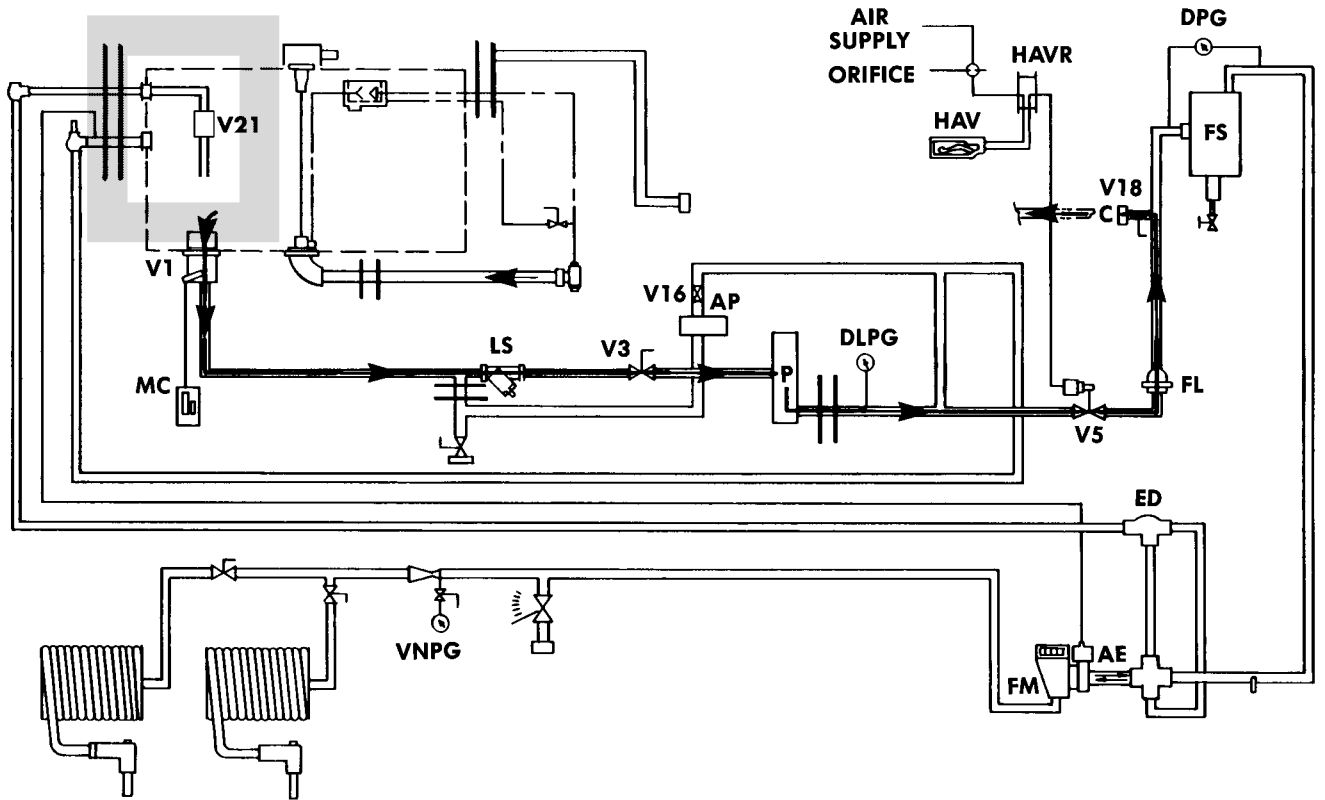 AIR
SUPPLY
ORIFICE
HAVR
HAV
DPG
FS
V18
C
V21
V1
MC
LS
V3
V16
AP
P
DLPG
V5
FL
ED
VNPG
FM
AE